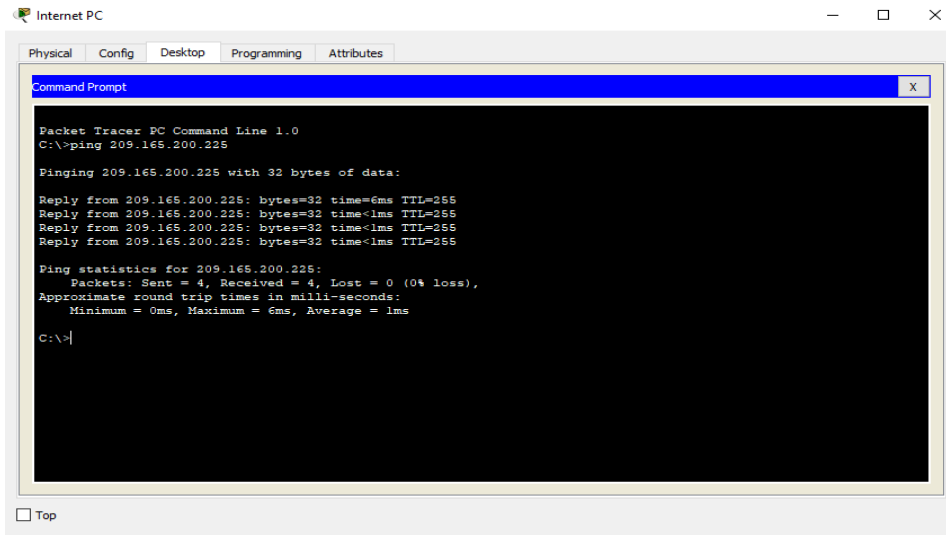 Internet PC
Physical Config Desktop Programming Attributes
Command Prompt
X
Packet Tracer PC Command Line 1.0
C:\>ping 209.165.200.225
Pinging 209.165.200.225 with 32 bytes of data:
Reply from 209.165.200.225: bytes=32 time=6ms TTL=255
Reply from 209.165.200.225: bytes=32 time<1ms TTL=255
Reply from 209.165.200.225: bytes=32 time<1ms TTL=255
Reply from 209.165.200.225: bytes=32 time<1ms TTL=255
Ping statistics for 209.165.200.225:
Packets: Sent = 4, Received = 4, Lost = 0 (0% loss),
Approximate round trip times in milli-seconds:
Minimum = 0ms, Maximum = 6ms, Average = 1ms
C:\>
Top